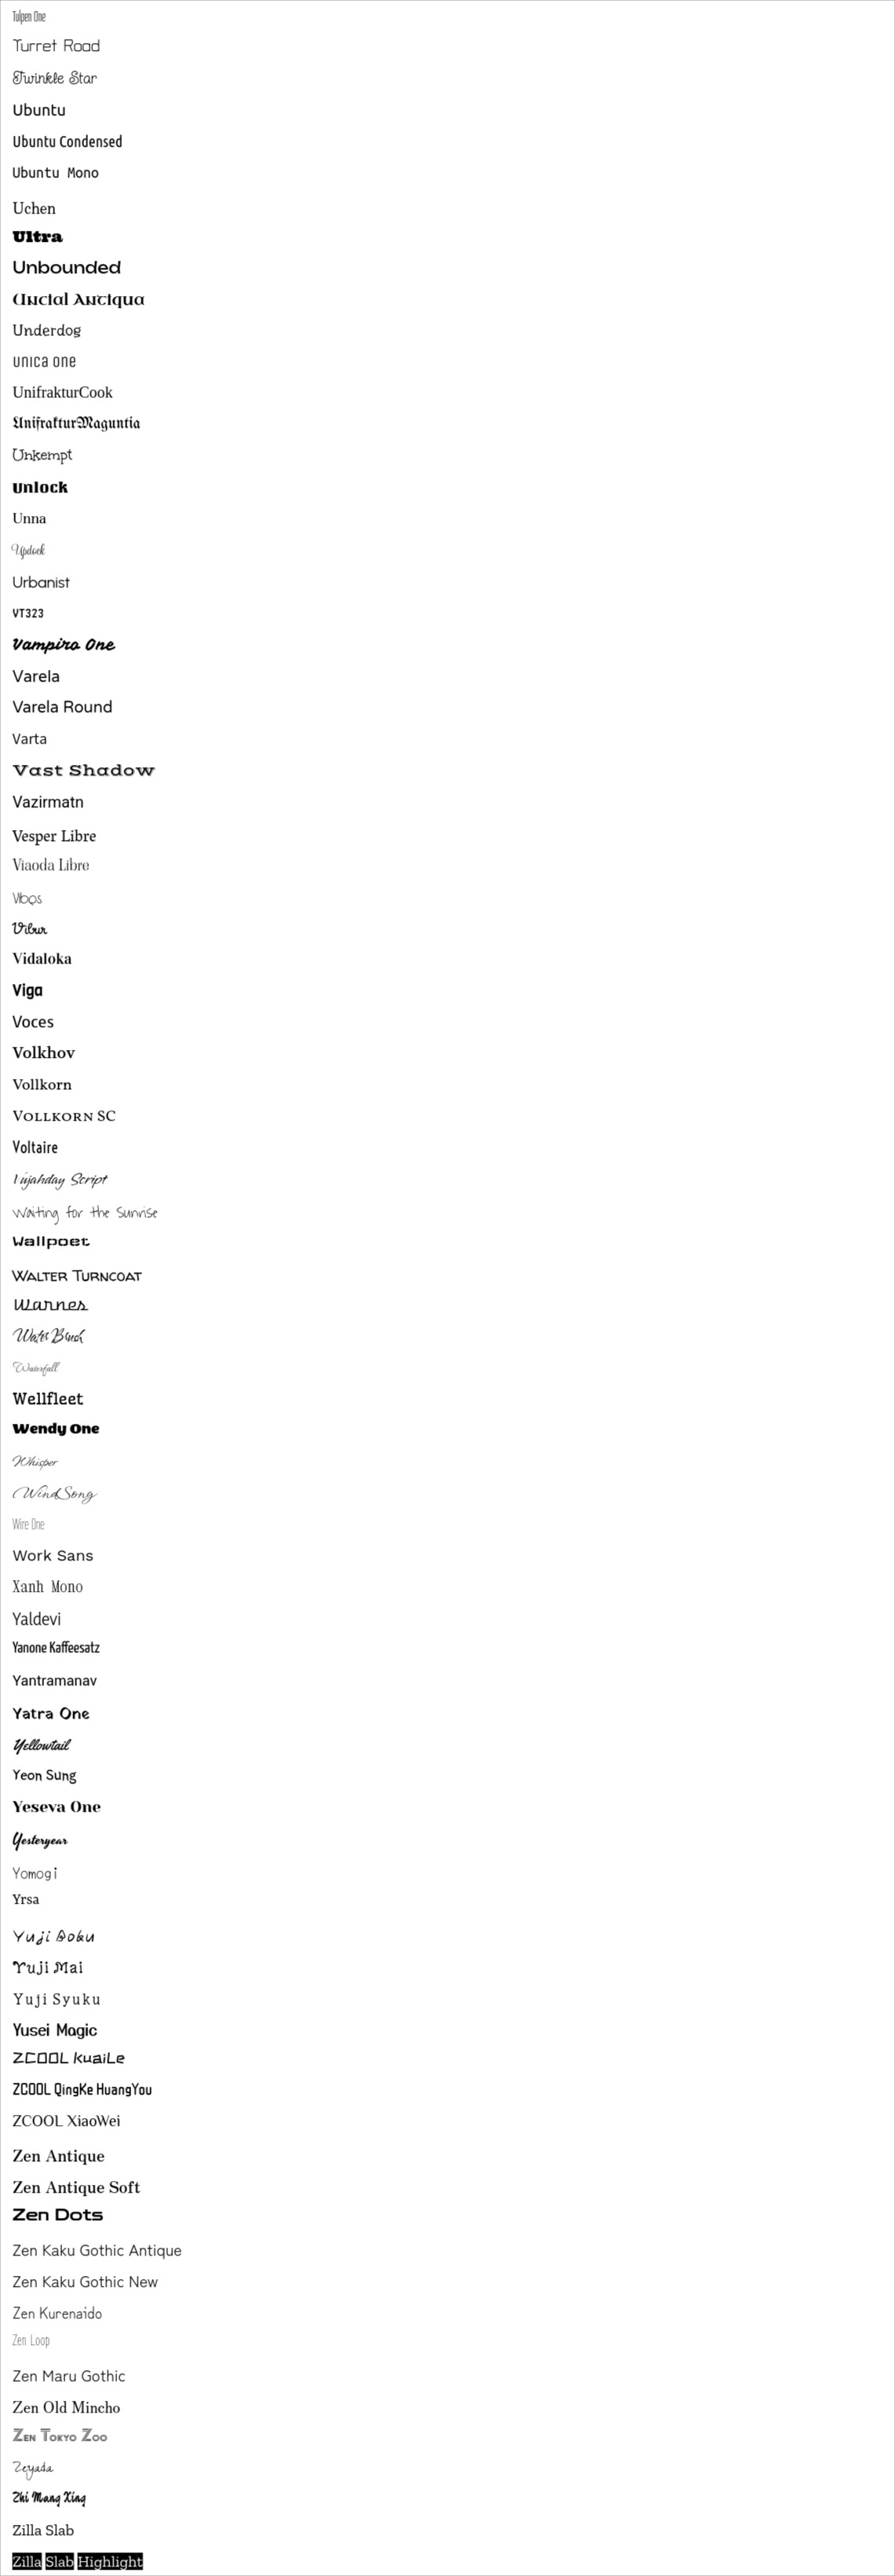 Tulpen One
Turret Road
Twinkle Star
Ubuntu
Ubuntu Condensed
Ubuntu Mono
Uchen
Ultra
Unbounded
Uncial Antiqua
Underdog
Unica One
UnifrakturCook
UnifrakturMaguntia
Unkempt
Unlock
Unna
Updock
Urbanist
VT323
Vampiro One
Varela
Varela Round
Varta
Vast Shadow
Vazirmatn
Vesper Libre
Viaoda Libre
Vibes
Vibur
Vidaloka
Viga
Voces
Volkhov
Vollkorn
Vollkorn SC
Voltaire
Vujahday Script
Waiting for the Sunrise
Wallpoet
Walter Turncoat
Warnes
Water Brush
Waterfall
Wellfleet
Wendy One
Whisper
WindSong
Wire One
Work Sans
Xanh Mono
Yaldevi
Yanone Kaffeesatz
Yantramanav
Yatra One
Yellowtail
Yeon Sung
Yeseva One
Yesteryear
Yomogi
Yrsa
Yuji Boku
Yuji Mai
Yuji Syuku
Yusei Magic
ZCOOL KuaiLe
ZCOOL QingKe HuangYou
ZCOOL XiaoWei
Zen Antique
Zen Antique Soft
Zen Dots
Zen Kaku Gothic Antique
Zen Kaku Gothic New
Zen Kurenaido
Zen Loop
Zen Maru Gothic
Zen Old Mincho
Zen Tokyo Zoo
Zeyada
Zhi Mang Xing
Zilla Slab
Zilla Slab Highlight